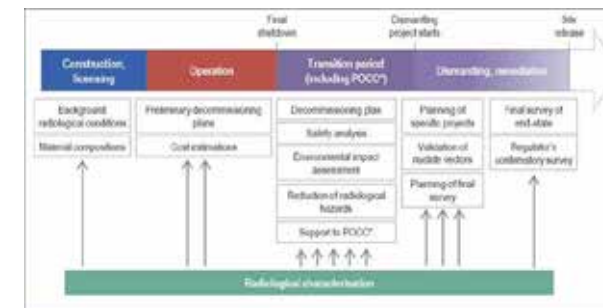 Final
shutdown
Dismantling
project starts
Site
release
Construction,
licensing
Operation
Transition period
(including POCO*)
Dismantling, remediation
Background
radiological conditions
Material compositions
Preliminary decommissioning
plans
Cost estimations
Decommissioning plan
Safety analysis
Environmental impact
assessment
Reduction of radiological
hazards
Support to POCO*
Planning of
specific projects
Validation of
nuclide vectors
Planning of final
survey
Final survey of
end-state
Regulator's
confirmatory survey
Radiological characterisation